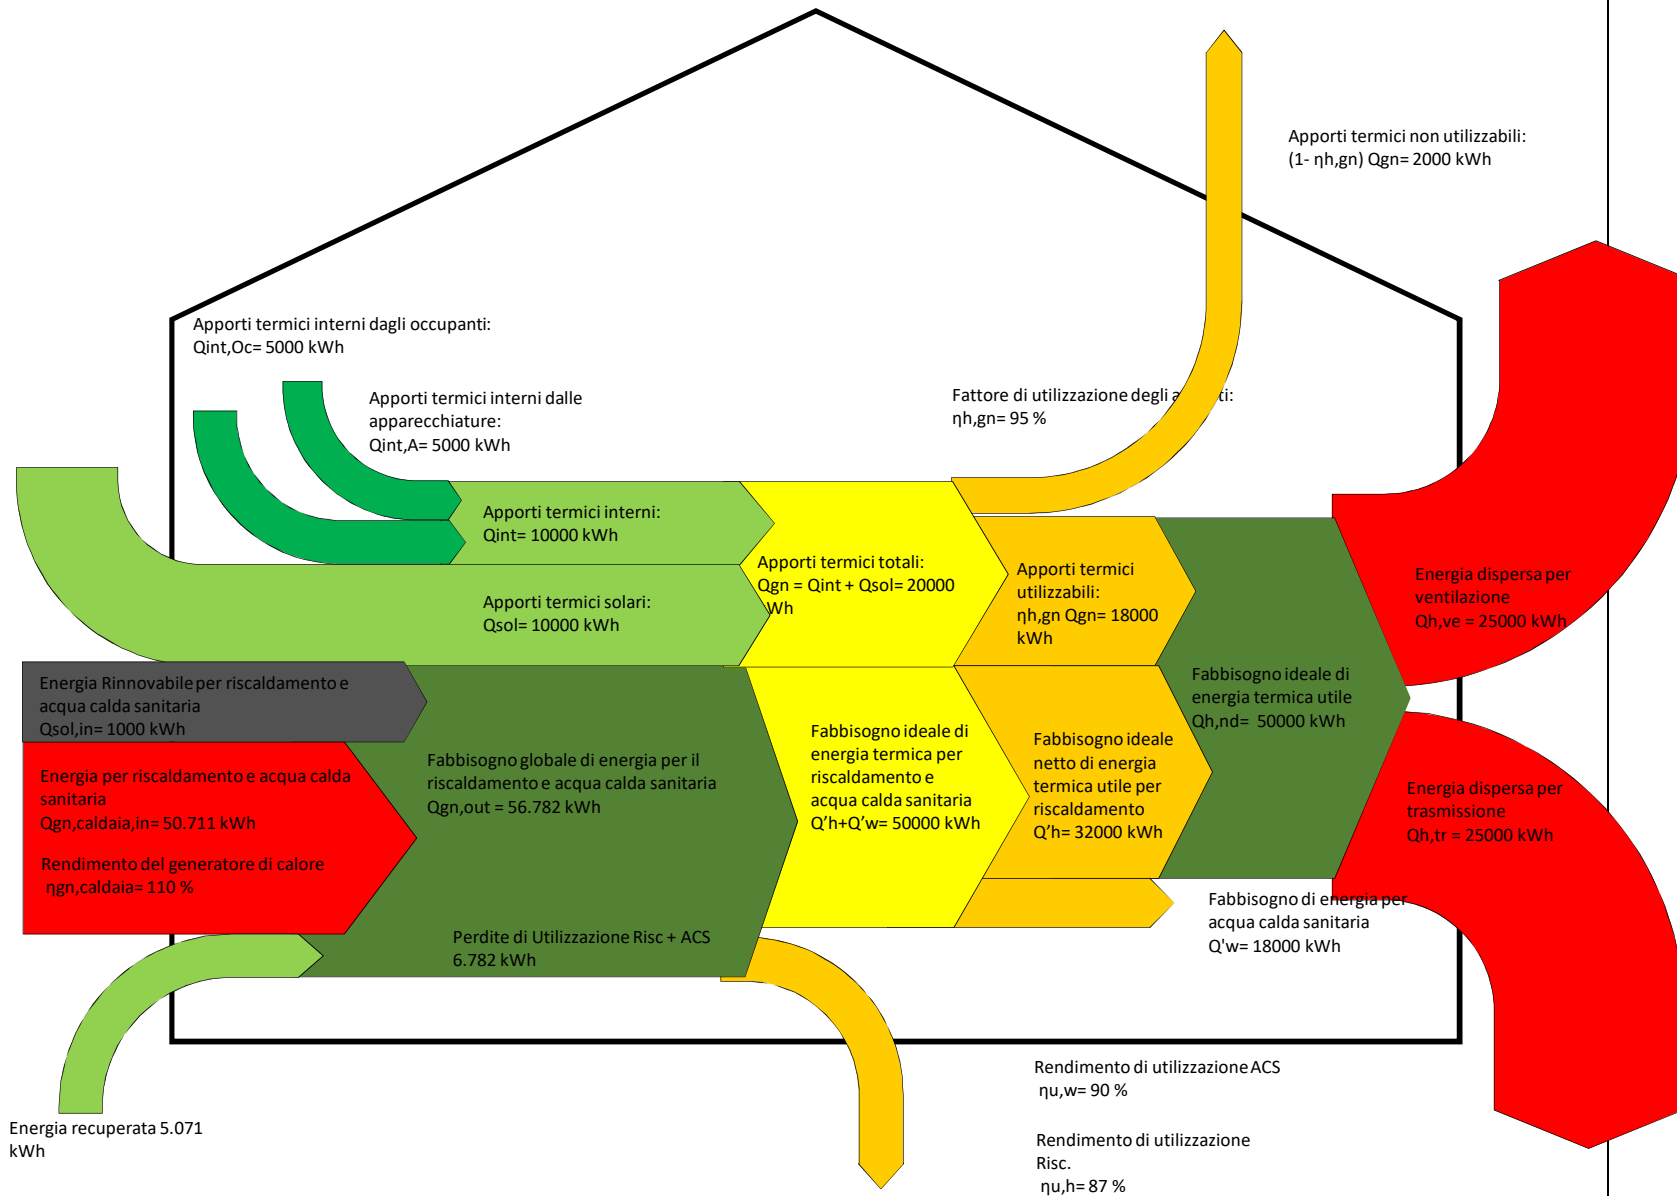 Apporti termici non utilizzabili:
(1- ηh,gn) Qgn= 2000 kWh
Apporti termici interni dagli occupanti:
Qint,Oc= 5000 kWh
Apporti termici interni dalle
apparecchiature:
Qint,A= 5000 kWh
Fattore di utilizzazione degli a ti:
ηh,gn= 95 %
Apporti termici interni:
Qint= 10000 kWh
Apporti termici solari:
Qsol= 10000 kWh
Apporti termici totali:
Qgn = Qint + Qsol= 20000
Wh
Apporti termici
utilizzabili:
ηh,gn Qgn= 18000
kWh
Energia dispersa per
ventilazione
Qh,ve = 25000 kWh
Energia Rinnovabile per riscaldamento e
acqua calda sanitaria
Qsol,in= 1000 kWh
Energia per riscaldamento e acqua calda
sanitaria
Qgn,caldaia,in= 50.711 kWh
Rendimento del generatore di calore
ηgn,caldaia= 110 %
Fabbisogno globale di energia per il
riscaldamento e acqua calda sanitaria
Qgn,out = 56.782 kWh
Perdite di Utilizzazione Risc + ACS
6.782 kWh
Fabbisogno ideale di
energia termica per
riscaldamento e
acqua calda sanitaria
Q’h+Q’w= 50000 kWh
Fabbisogno ideale
netto di energia
termica utile per
riscaldamento
Q’h= 32000 kWh
Fabbisogno ideale di
energia termica utile
Qh,nd= 50000 kWh
Energia dispersa per
trasmissione
Qh,tr = 25000 kWh
Fabbisogno di energia per
acqua calda sanitaria
Q'w= 18000 kWh
Energia recuperata 5.071
kWh
Rendimento di utilizzazione ACS
ηu,w= 90 %
Rendimento di utilizzazione
Risc.
ηu,h= 87 %